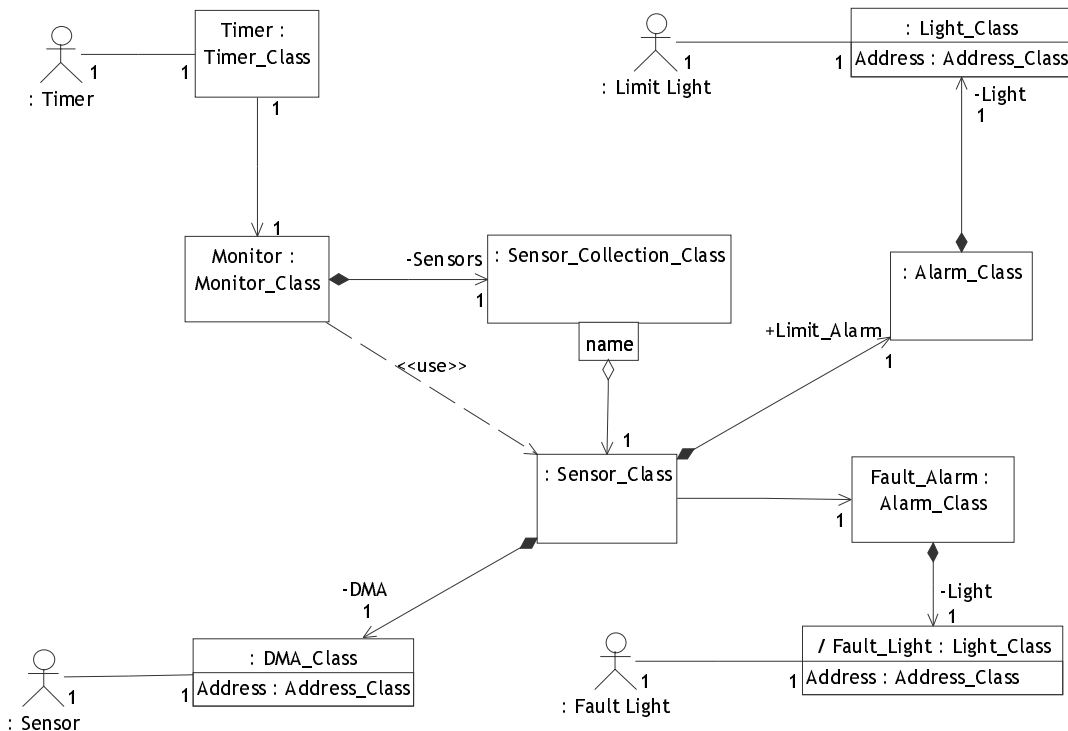 Timer :
Timer_Class
1
1
: Timer
1
: Light_Class
Address : Address_Class
1
1
: Limit Light
-Light
1
1
Monitor :
Monitor_Class
-Sensors
1
: Sensor_Collection_Class
name
: Alarm_Class
+Limit_Alarm
1
<<use>>
1
: Sensor_Class
Fault_Alarm :
Alarm_Class
1
-DMA
1
-Light
1
: DMA_Class
Address : Address_Class
1
1
: Sensor
/ Fault_Light : Light_Class
Address : Address_Class
1
1
: Fault Light